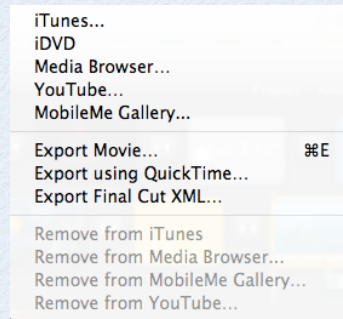 iTunes...
iDVD
Media Browser...
YouTube...
MobileMe Gallery...
Export Movie... ⌘E
Export using QuickTime...
Export Final Cut XML...
Remove from iTunes
Remove from Media Browser...
Remove from MobileMe Gallery...
Remove from YouTube...